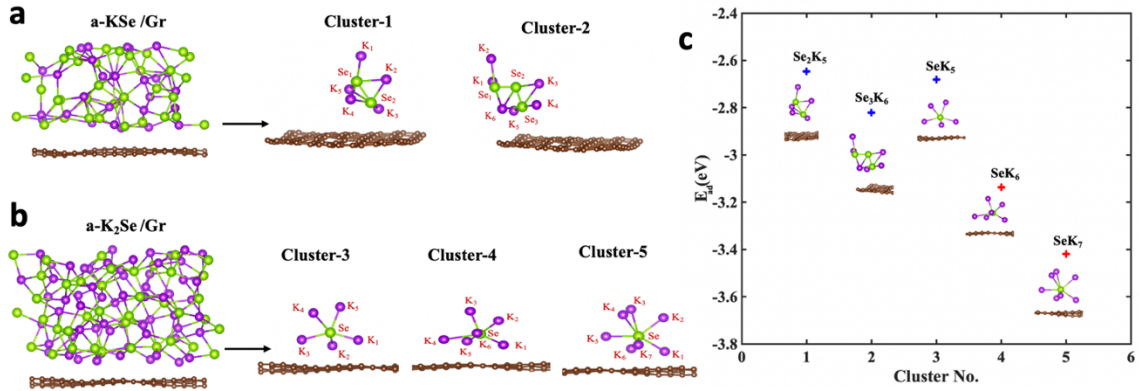 a
a-KSe /Gr
Cluster-1
Cluster-2
K₁
Se₁
K₂
K₅
Se₂
K₄
K₃
K₂
Se₂
K₁
K₃
Se₁
K₄
K₆
K₅
Se₃
b
a-K₂Se /Gr
Cluster-3
Cluster-4
Cluster-5
K₄
K₅
Se
K₃
K₂
K₁
K₃
K₂
Se
K₄
K₅
K₆
K₁
K₃
K₄
K₂
Se
K₅
K₆
K₇
K₁
c
-2.4
-2.6
-2.8
-3
-3.2
-3.4
-3.6
-3.8
E_ad(eV)
Se₂K₅
Se₃K₆
SeK₅
SeK₆
SeK₇
0
1
2
3
4
5
6
Cluster No.